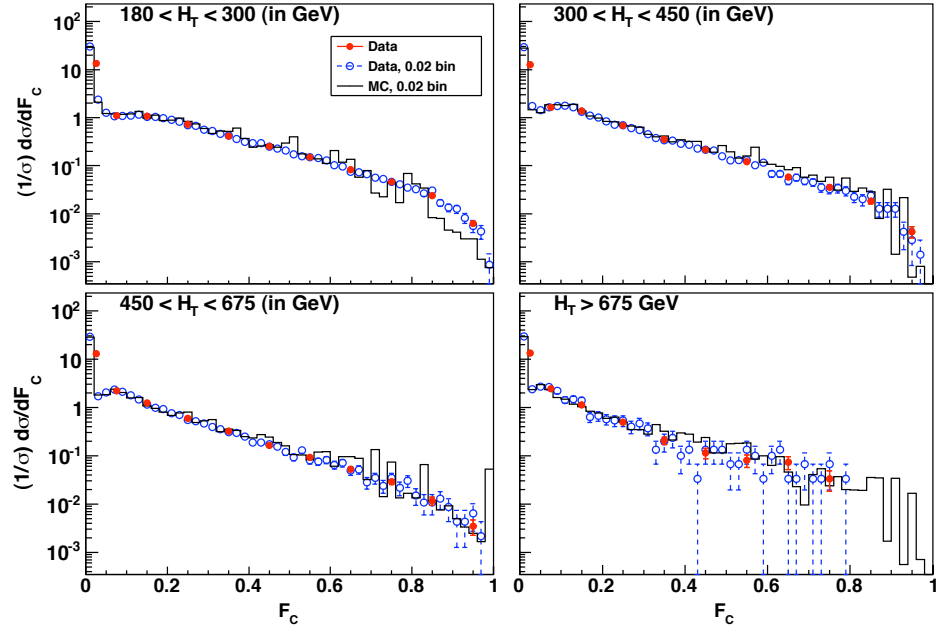 180 < H_T < 300 (in GeV)
300 < H_T < 450 (in GeV)
Data
Data, 0.02 bin
MC, 0.02 bin
(1/σ) dσ/dF_C
10²
10
1
10⁻¹
10⁻²
10⁻³
450 < H_T < 675 (in GeV)
H_T > 675 GeV
(1/σ) dσ/dF_C
10²
10
1
10⁻¹
10⁻²
10⁻³
0 0.2 0.4 0.6 0.8 1
0 0.2 0.4 0.6 0.8 1
F_C
F_C